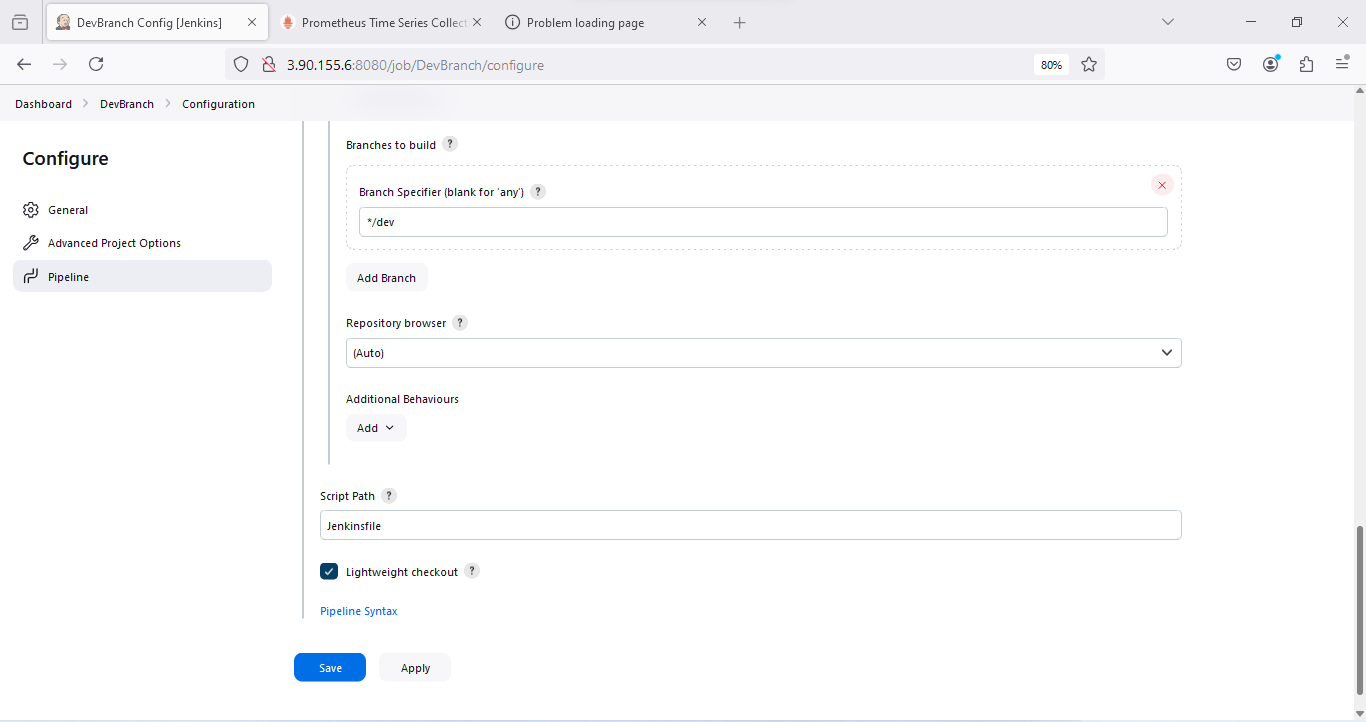 DevBranch Config [Jenkins]
Prometheus Time Series Collect
Problem loading page
3.90.155.6:8080/job/DevBranch/configure
80%
Dashboard
DevBranch
Configuration
Configure
General
Advanced Project Options
Pipeline
Branches to build ?
Branch Specifier (blank for 'any') ?
*/dev
Add Branch
Repository browser ?
(Auto)
Additional Behaviours
Add
Script Path ?
Jenkinsfile
Lightweight checkout ?
Pipeline Syntax
Save
Apply